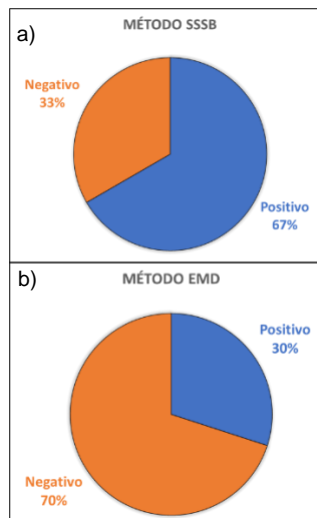 a)
MÉTODO SSSB
Negativo
33%
Positivo
67%
b)
MÉTODO EMD
Positivo
30%
Negativo
70%